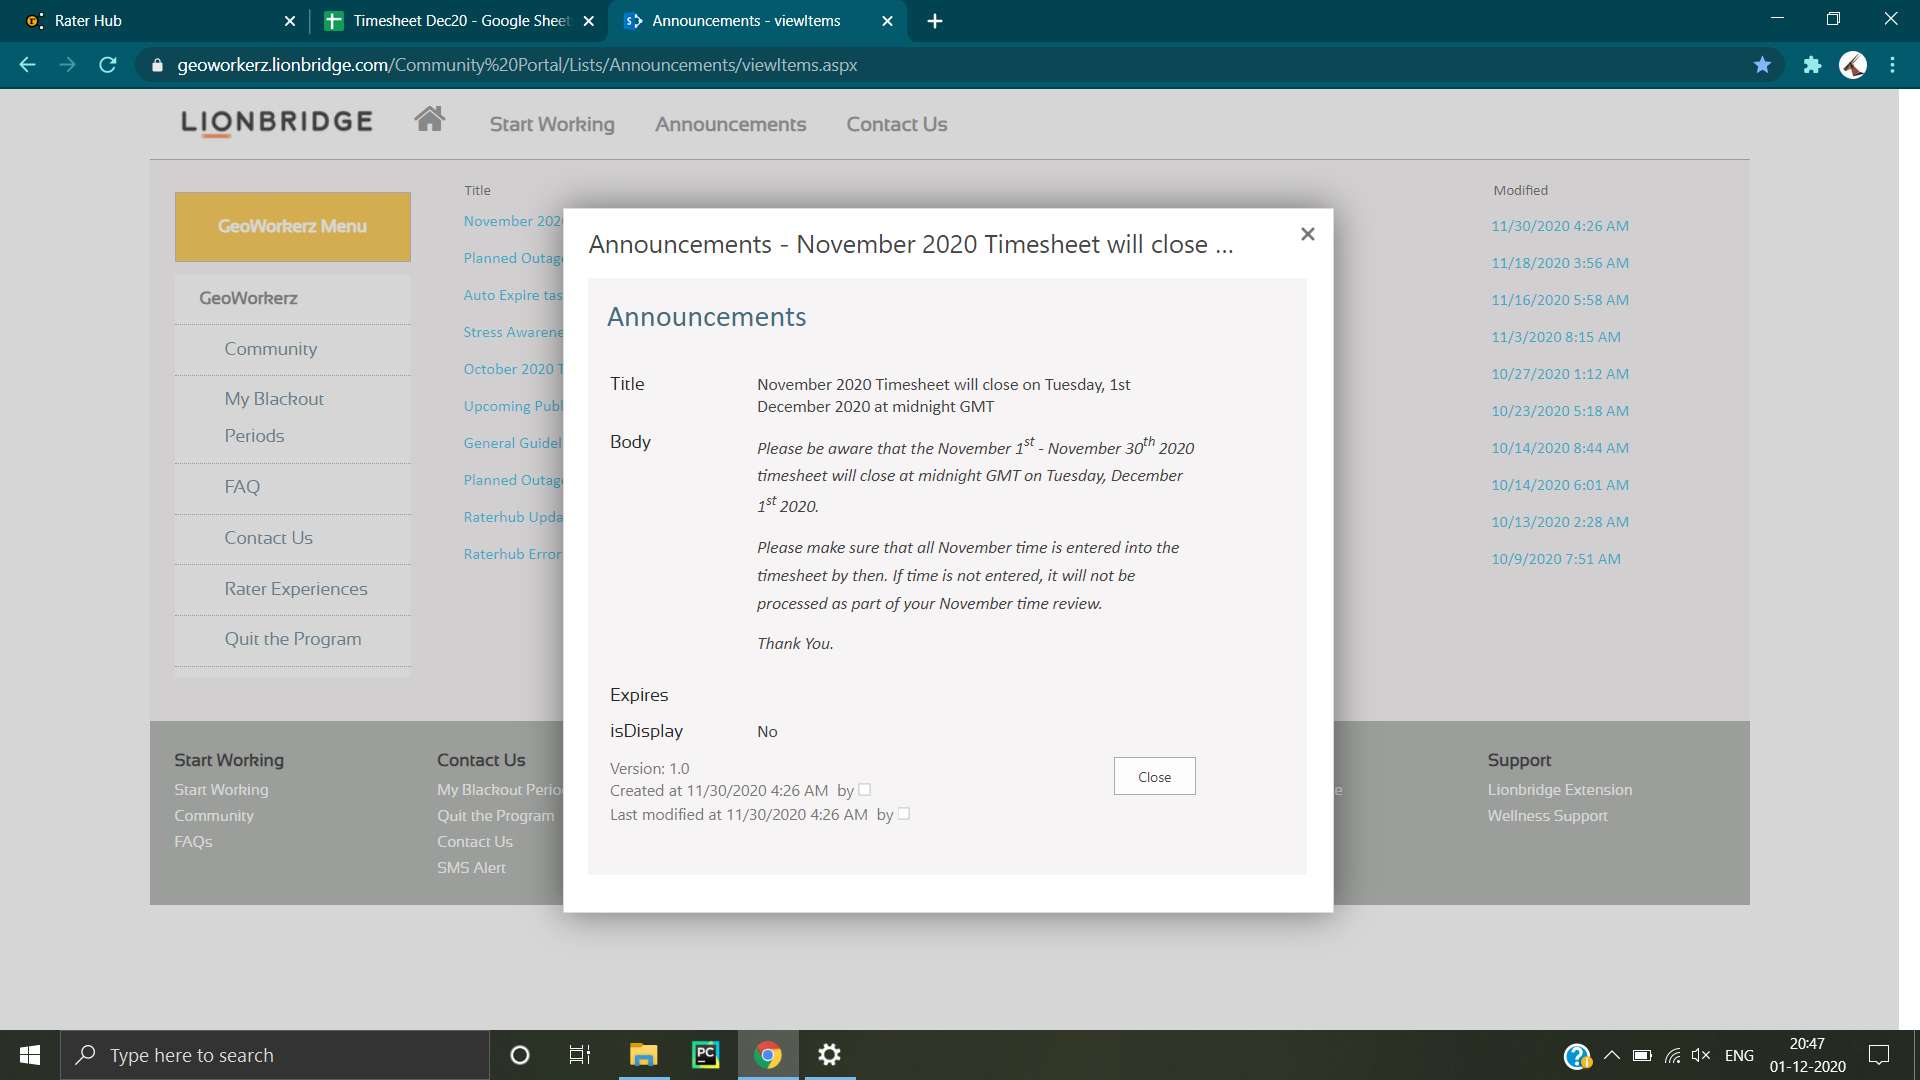 Rater Hub
Timesheet Dec20 - Google Sheet
Announcements - viewItems
geoworkerz.lionbridge.com/Community%20Portal/Lists/Announcements/viewItems.aspx
LIONBRIDGE
Start Working
Announcements
Contact Us
GeoWorkerz Menu
GeoWorkerz
Community
My Blackout
Periods
FAQ
Contact Us
Rater Experiences
Quit the Program
Title
November 202
Planned Outag
Auto Expire tas
Stress Awarene
October 2020 T
Upcoming Publ
General Guidel
Planned Outag
Raterhub Upda
Raterhub Error
Modified
11/30/2020 4:26 AM
11/18/2020 3:56 AM
11/16/2020 5:58 AM
11/3/2020 8:15 AM
10/27/2020 1:12 AM
10/23/2020 5:18 AM
10/14/2020 8:44 AM
10/14/2020 6:01 AM
10/13/2020 2:28 AM
10/9/2020 7:51 AM
Announcements - November 2020 Timesheet will close ...
Announcements
Title
November 2020 Timesheet will close on Tuesday, 1st
December 2020 at midnight GMT
Body
Please be aware that the November 1st - November 30th 2020
timesheet will close at midnight GMT on Tuesday, December
1st 2020.
Please make sure that all November time is entered into the
timesheet by then. If time is not entered, it will not be
processed as part of your November time review.
Thank You.
Expires
isDisplay
No
Version: 1.0
Created at 11/30/2020 4:26 AM by
Last modified at 11/30/2020 4:26 AM by
Close
Start Working
Start Working
Community
FAQs
Contact Us
My Blackout Perio
Quit the Program
Contact Us
SMS Alert
e
Support
Lionbridge Extension
Wellness Support
Type here to search
PC
ENG
20:47
01-12-2020